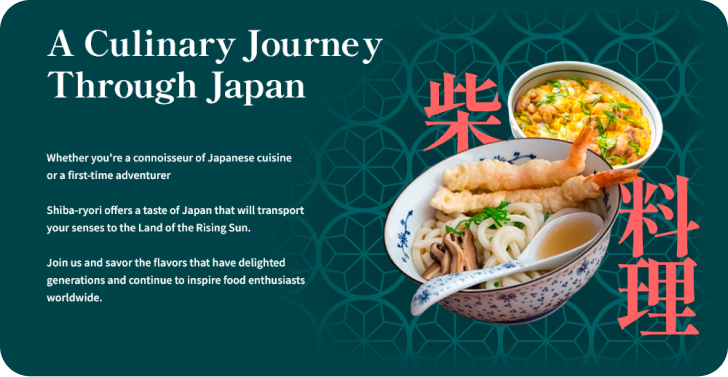 A Culinary Journey
Through Japan
Whether you're a connoisseur of Japanese cuisine
or a first-time adventurer
Shiba-ryori offers a taste of Japan that will transport
your senses to the Land of the Rising Sun.
Join us and savor the flavors that have delighted
generations and continue to inspire food enthusiasts
worldwide.
柴
料
理